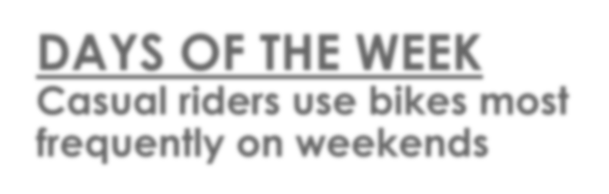 DAYS OF THE WEEK
Casual riders use bikes most
frequently on weekends